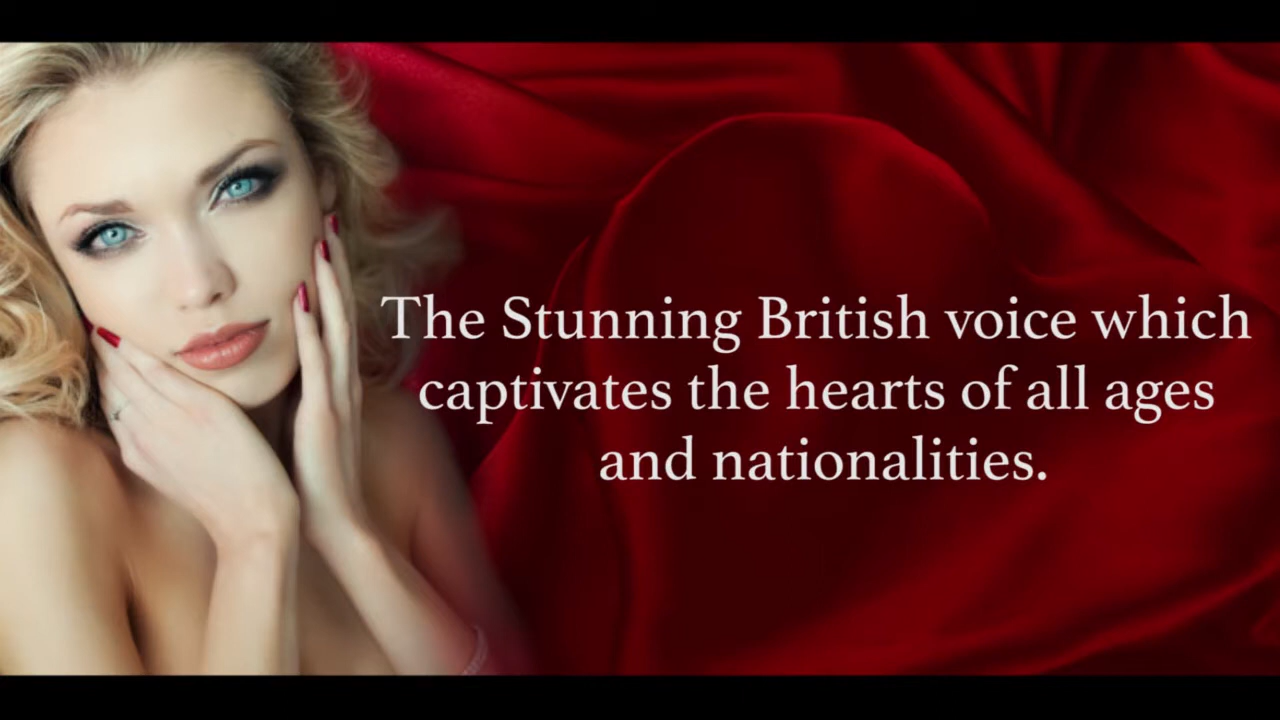 The Stunning British voice which
captivates the hearts of all ages
and nationalities.